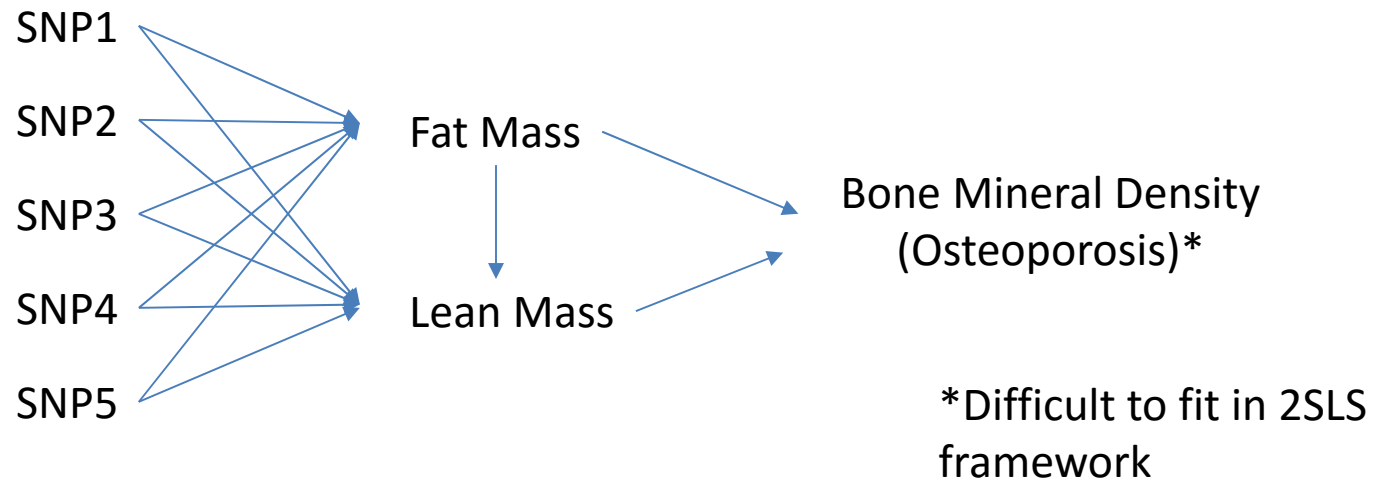 SNP1
SNP2
SNP3
SNP4
SNP5
Fat Mass
Lean Mass
Bone Mineral Density
(Osteoporosis)*
*Difficult to fit in 2SLS
framework